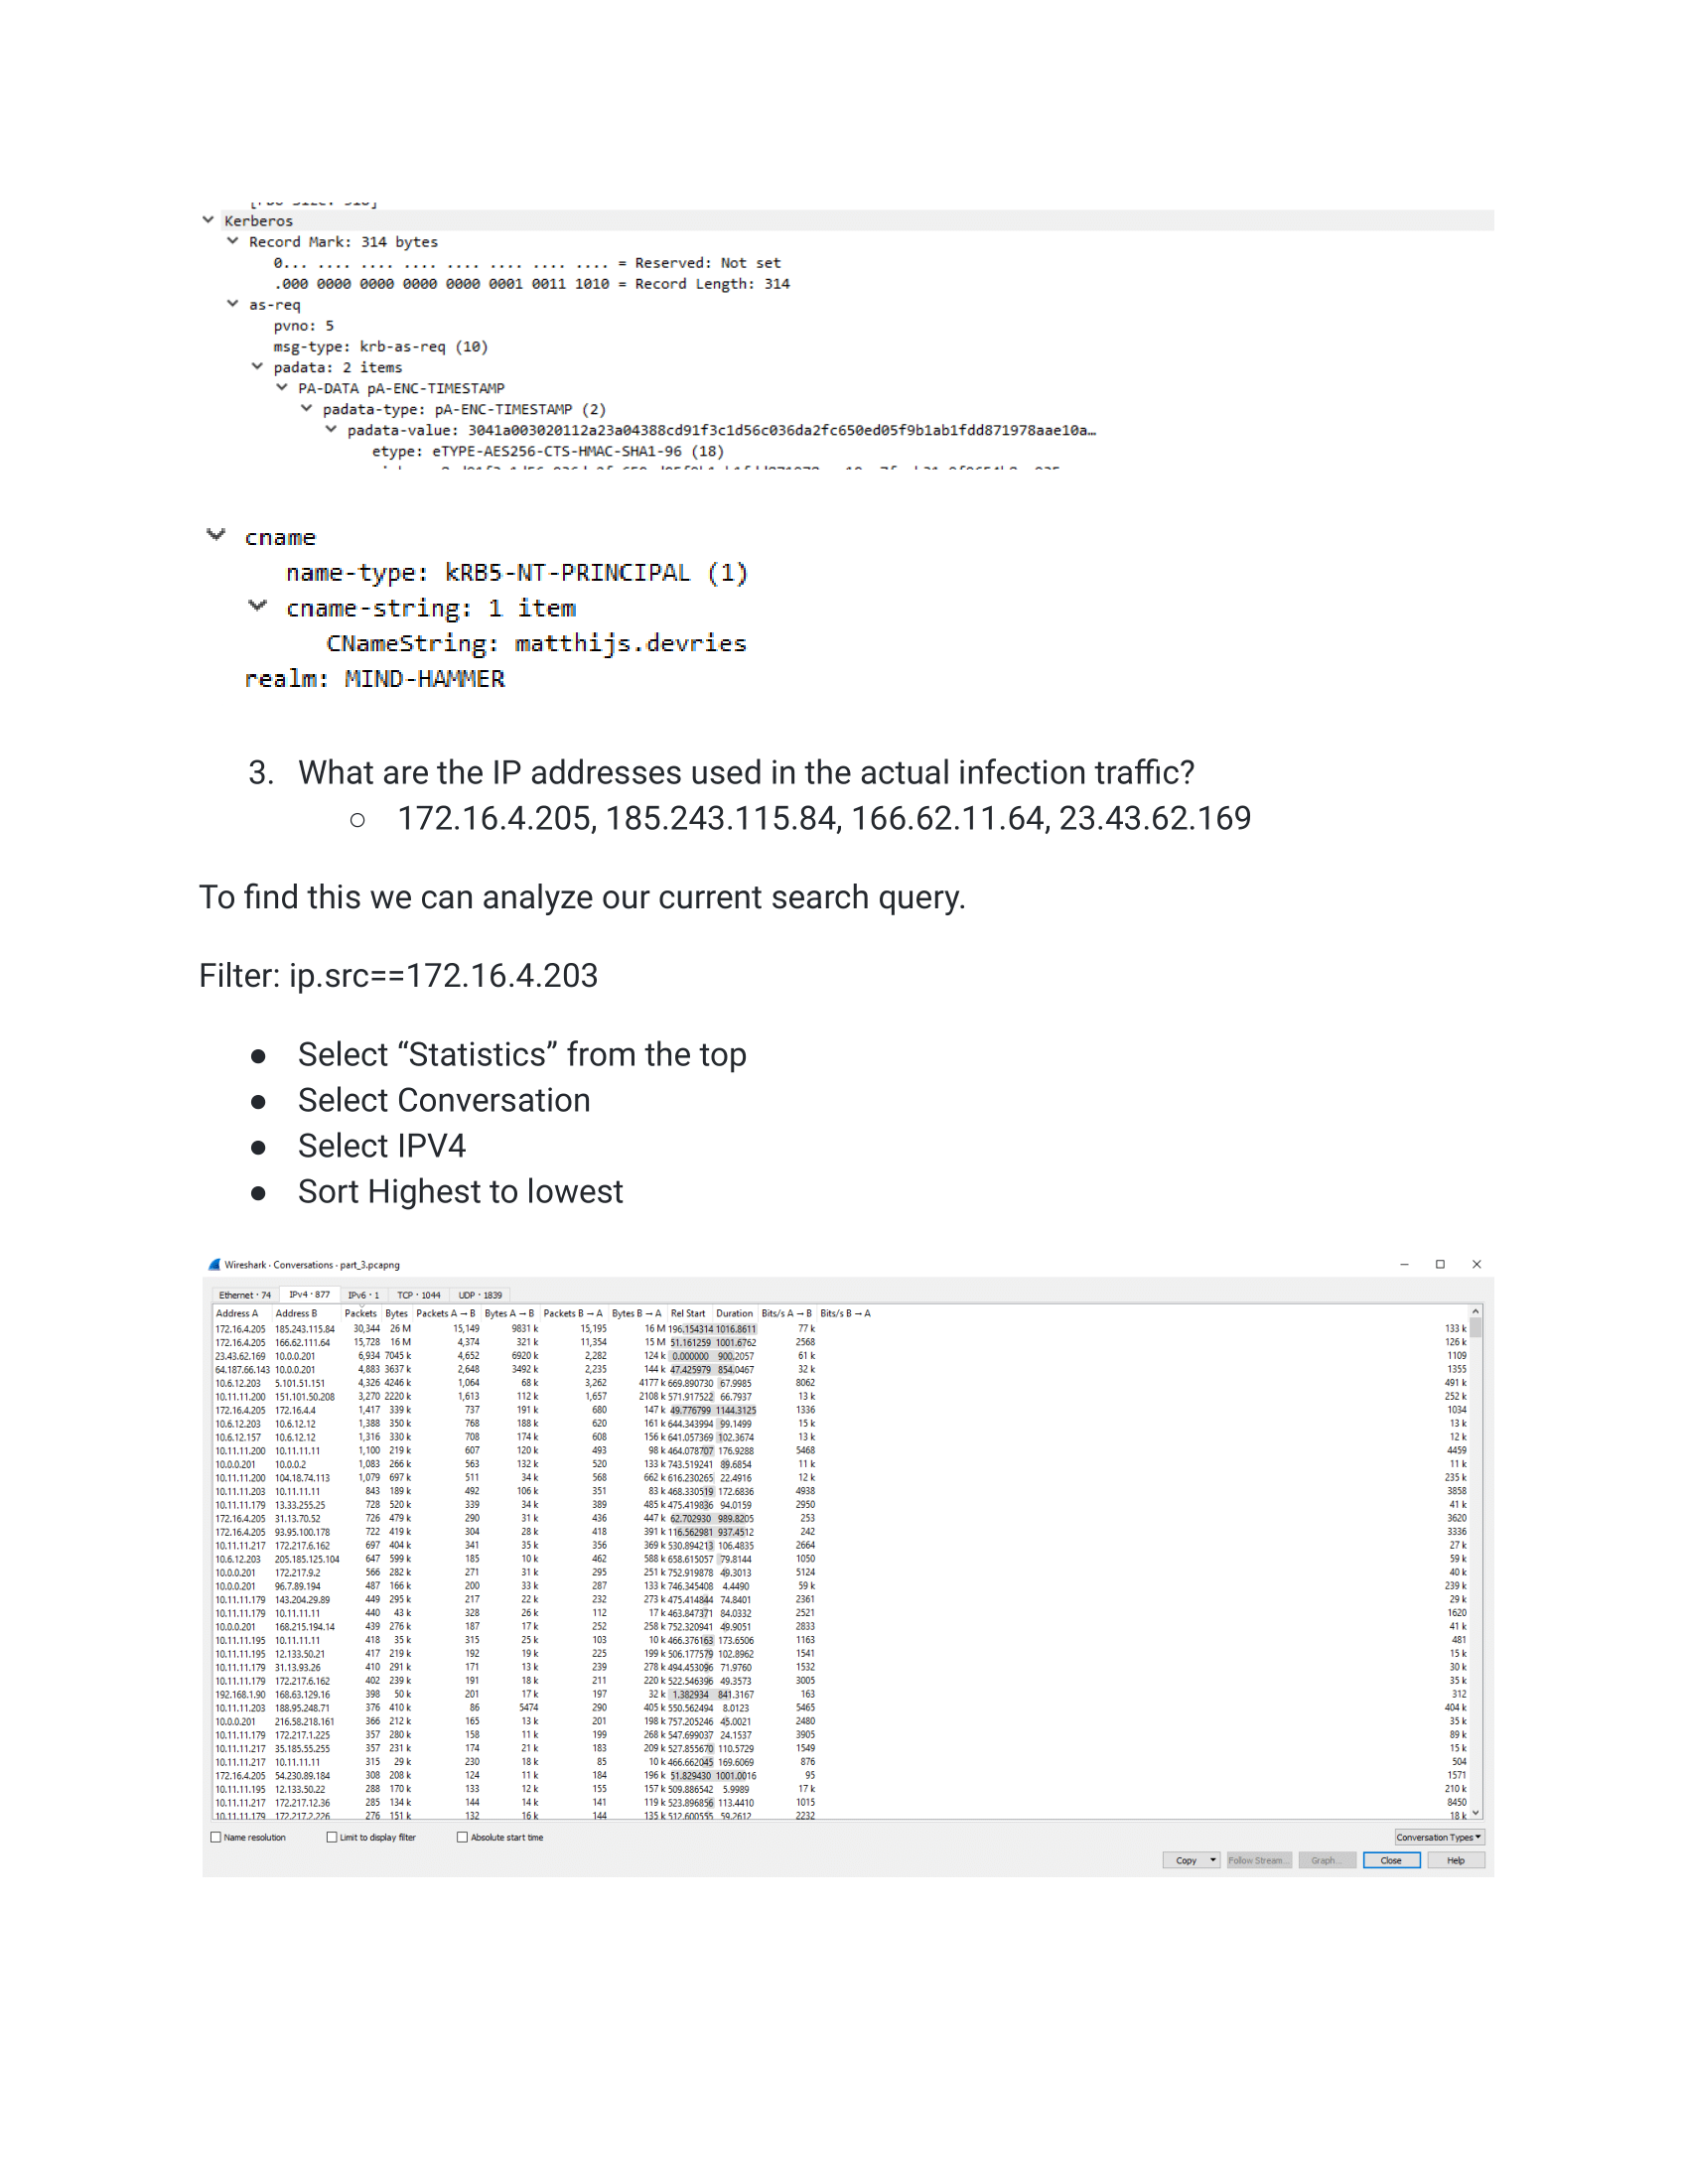 Kerberos
Record Mark: 314 bytes
0... .... .... .... .... .... .... .... = Reserved: Not set
.000 0000 0000 0000 0000 0001 0011 1010 = Record Length: 314
as-req
pvno: 5
msg-type: krb-as-req (10)
padata: 2 items
PA-DATA pA-ENC-TIMESTAMP
padata-type: pA-ENC-TIMESTAMP (2)
padata-value: 3041a003020112a23a04388cd91f3c1d56c036da2fc650ed05f9b1ab1fdd871978aae10a…
etype: eTYPE-AES256-CTS-HMAC-SHA1-96 (18)
cname
name-type: kRB5-NT-PRINCIPAL (1)
cname-string: 1 item
CNameString: matthijs.devries
realm: MIND-HAMMER
3. What are the IP addresses used in the actual infection traffic?
○ 172.16.4.205, 185.243.115.84, 166.62.11.64, 23.43.62.169
To find this we can analyze our current search query.
Filter: ip.src==172.16.4.203
● Select “Statistics” from the top
● Select Conversation
● Select IPV4
● Sort Highest to lowest
Wireshark · Conversations · part_3.pcapng
Ethernet · 74 IPv4 · 877 IPv6 · 1 TCP · 1044 UDP · 1839
Address A Address B Packets Bytes Packets A → B Bytes A → B Packets B → A Bytes B → A Rel Start Duration Bits/s A → B Bits/s B → A
172.16.4.205 185.243.115.84 30,344 26 M 15,149 9831 k 15,195 16 M 196.154314 1016.8611 77 k 133 k
172.16.4.205 166.62.111.64 15,728 16 M 4,374 321 k 11,354 15 M 51.161259 1001.6762 2568 126 k
23.43.62.169 10.0.0.201 6,934 7045 k 4,652 6920 k 2,282 124 k 0.000000 900.2057 61 k 1109
64.187.66.143 10.0.0.201 4,883 3637 k 2,648 3492 k 2,235 144 k 47.425979 854.0467 32 k 1355
10.6.12.203 5.101.51.151 4,326 4246 k 1,064 68 k 3,262 4177 k 669.890730 67.9985 8062 491 k
10.11.11.200 151.101.50.208 3,270 2220 k 1,613 112 k 1,657 2108 k 571.917522 66.7937 13 k 252 k
172.16.4.205 172.16.4.4 1,417 339 k 737 191 k 680 147 k 49.776799 1144.3125 1336 1034
10.6.12.203 10.6.12.12 1,388 350 k 768 188 k 620 161 k 644.343994 99.1499 15 k 13 k
10.6.12.157 10.6.12.12 1,316 330 k 708 174 k 608 156 k 641.057369 102.3674 13 k 12 k
10.11.11.200 10.11.11.11 1,100 219 k 607 120 k 493 98 k 464.078707 176.9288 5468 4459
10.0.0.201 10.0.0.2 1,083 266 k 563 132 k 520 133 k 743.519241 89.6854 11 k 11 k
10.11.11.200 104.18.74.113 1,079 697 k 511 34 k 568 662 k 616.230265 22.4916 12 k 235 k
10.11.11.203 10.11.11.11 843 189 k 492 106 k 351 83 k 468.330519 172.6836 4938 3858
10.11.11.179 13.33.255.25 728 520 k 339 34 k 389 485 k 475.419836 94.0159 2950 41 k
172.16.4.205 31.13.70.52 726 479 k 290 31 k 436 447 k 62.702930 989.8205 253 3620
172.16.4.205 93.95.100.178 722 419 k 304 28 k 418 391 k 116.562981 937.4512 242 3336
10.11.11.217 172.217.6.162 697 404 k 341 35 k 356 369 k 530.894213 106.4835 2664 27 k
10.6.12.203 205.185.125.104 647 599 k 185 10 k 462 588 k 658.615057 79.8144 1050 59 k
10.0.0.201 172.217.9.2 566 282 k 271 31 k 295 251 k 752.919878 49.3013 5124 40 k
10.0.0.201 96.7.89.194 487 166 k 200 33 k 287 133 k 746.345408 4.4490 59 k 239 k
10.11.11.179 143.204.29.89 449 295 k 217 22 k 232 273 k 475.414844 74.8401 2361 29 k
10.11.11.179 10.11.11.11 440 43 k 328 26 k 112 17 k 463.847371 84.0332 2521 1620
10.0.0.201 168.215.194.14 439 276 k 187 17 k 252 258 k 752.320941 49.9051 2833 41 k
10.11.11.195 10.11.11.11 418 35 k 315 25 k 103 10 k 466.376163 173.6506 1163 481
10.11.11.195 12.133.50.21 417 219 k 192 19 k 225 199 k 506.177579 102.8962 1541 15 k
10.11.11.179 31.13.93.26 410 291 k 171 13 k 239 278 k 494.453096 71.9760 1532 30 k
10.11.11.179 172.217.6.162 402 239 k 191 18 k 211 220 k 522.546396 49.3573 3005 35 k
192.168.1.90 168.63.129.16 398 50 k 201 17 k 197 32 k 1.382934 841.3167 163 312
10.11.11.203 188.95.248.71 376 410 k 86 5474 290 405 k 550.562494 8.0123 5465 404 k
10.0.0.201 216.58.218.161 366 212 k 165 13 k 201 198 k 757.205246 45.0021 2480 35 k
10.11.11.179 172.217.1.225 357 280 k 158 11 k 199 268 k 547.699037 24.1537 3905 89 k
10.11.11.217 35.185.55.255 357 231 k 174 21 k 183 209 k 527.855670 110.5729 1549 15 k
10.11.11.217 10.11.11.11 315 29 k 230 18 k 85 10 k 466.662045 169.6069 876 504
172.16.4.205 54.230.89.184 308 208 k 124 11 k 184 196 k 51.829430 1001.0016 95 1571
10.11.11.195 12.133.50.22 288 170 k 133 12 k 155 157 k 509.886542 5.9989 17 k 210 k
10.11.11.217 172.217.12.36 285 134 k 144 14 k 141 119 k 523.896856 113.4410 1015 8450
10.11.11.179 172.217.2.226 276 151 k 132 16 k 144 135 k 512.600555 59.2612 2232 18 k
Name resolution Limit to display filter Absolute start time Conversation Types
Copy Follow Stream... Graph... Close Help